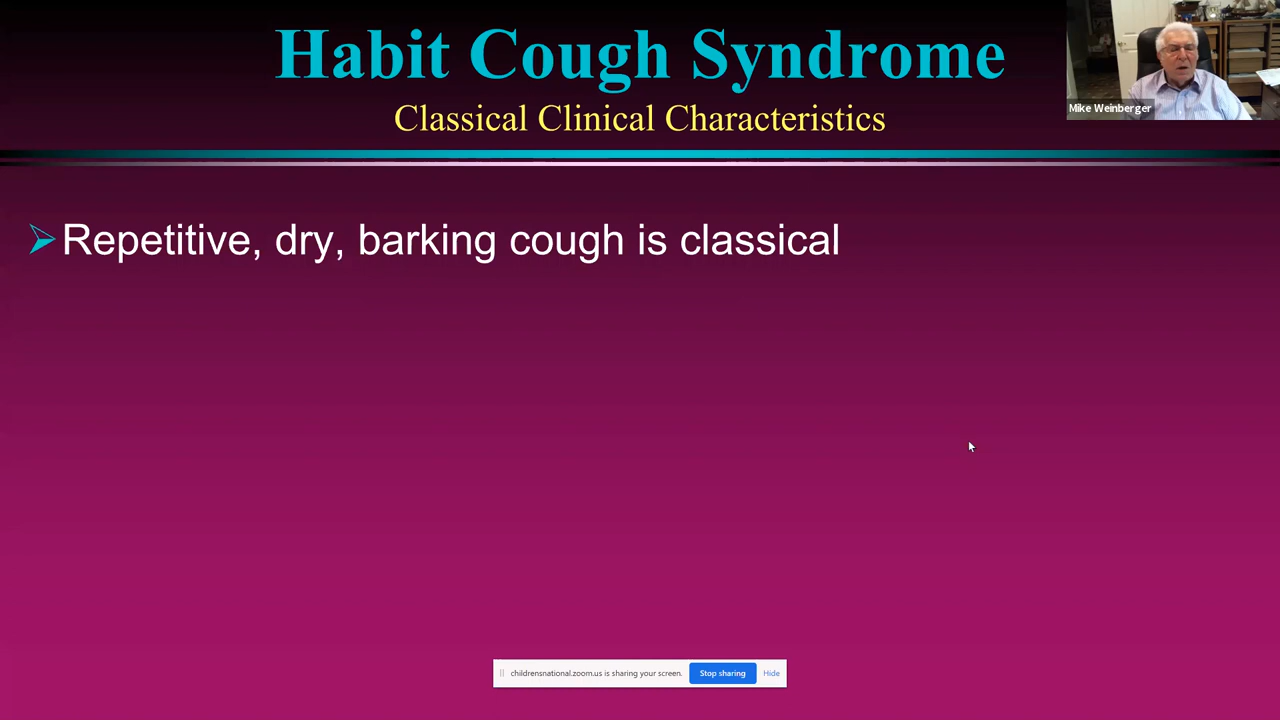 Habit Cough Syndrome
Classical Clinical Characteristics
Mike Weinberger
Repetitive, dry, barking cough is classical
childrensnational.zoom.us is sharing your screen.
Stop sharing
Hide